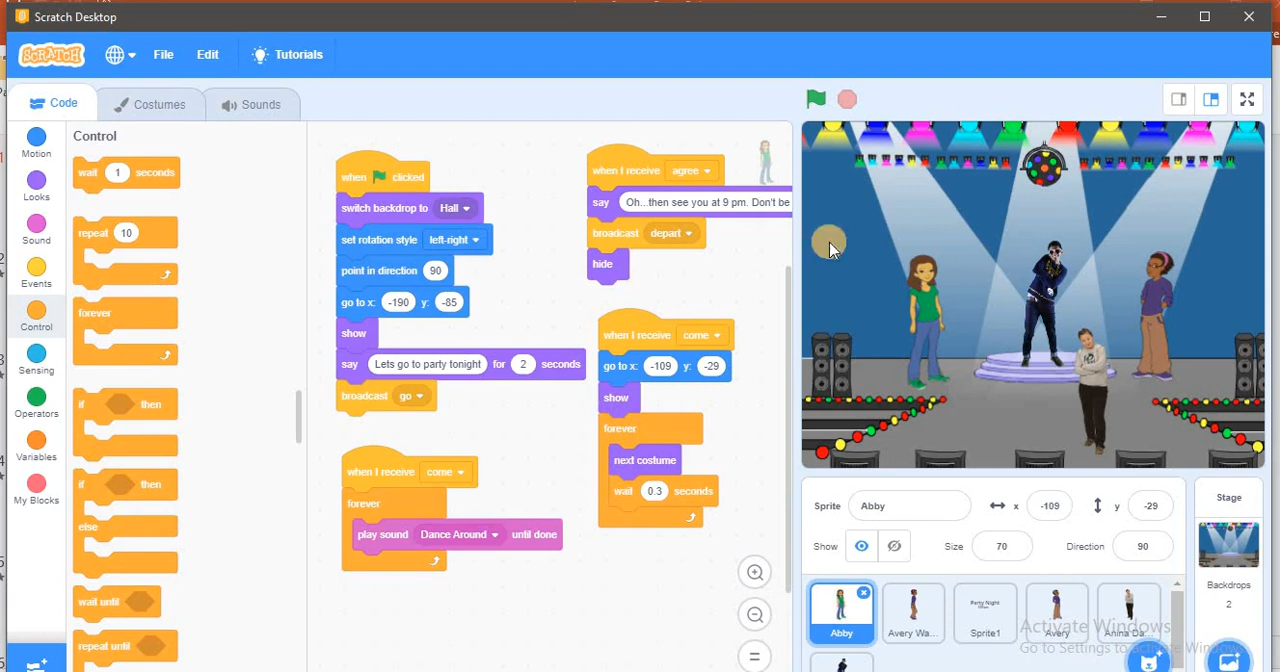 Scratch Desktop
SCRATCH File Edit Tutorials
Code Costumes Sounds
Motion
Looks
Sound
Events
Control
Sensing
Operators
Variables
My Blocks
Control
wait 1 seconds
repeat 10
forever
if then
if then
else
wait until
repeat until
when clicked
switch backdrop to Hall
set rotation style left-right
point in direction 90
go to x: -190 y: -85
show
say Lets go to party tonight for 2 seconds
broadcast go
when I receive come
forever
play sound Dance Around until done
when I receive agree
say Oh...then see you at 9 pm. Don't be
broadcast depart
hide
when I receive come
go to x: -109 y: -29
show
forever
next costume
wait 0.3 seconds
Sprite Abby x -109 y -29
Show Size 70 Direction 90
Abby
Avery Wa...
Party Night
Sprite1
Avery
Anina Da...
Stage
Backdrops
2
Activate Windows
Go to Settings to activate Windows.